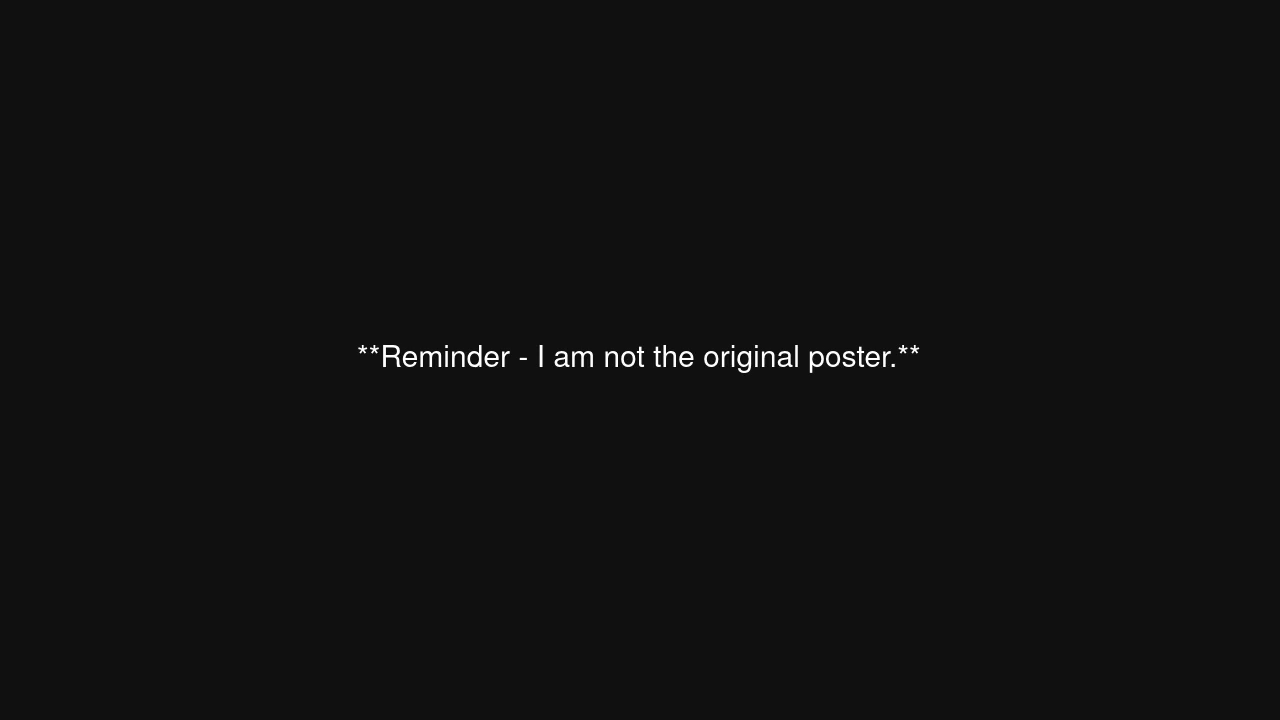 **Reminder - I am not the original poster.**